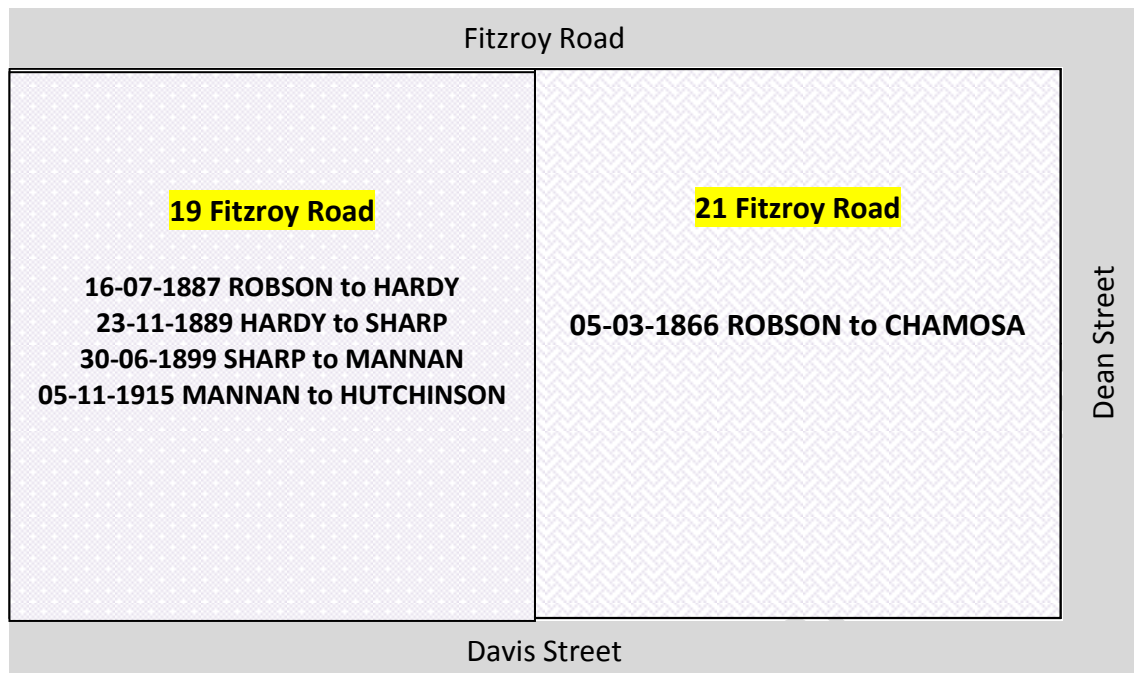 Fitzroy Road
19 Fitzroy Road
16-07-1887 ROBSON to HARDY
23-11-1889 HARDY to SHARP
30-06-1899 SHARP to MANNAN
05-11-1915 MANNAN to HUTCHINSON
21 Fitzroy Road
05-03-1866 ROBSON to CHAMOSA
Dean Street
Davis Street